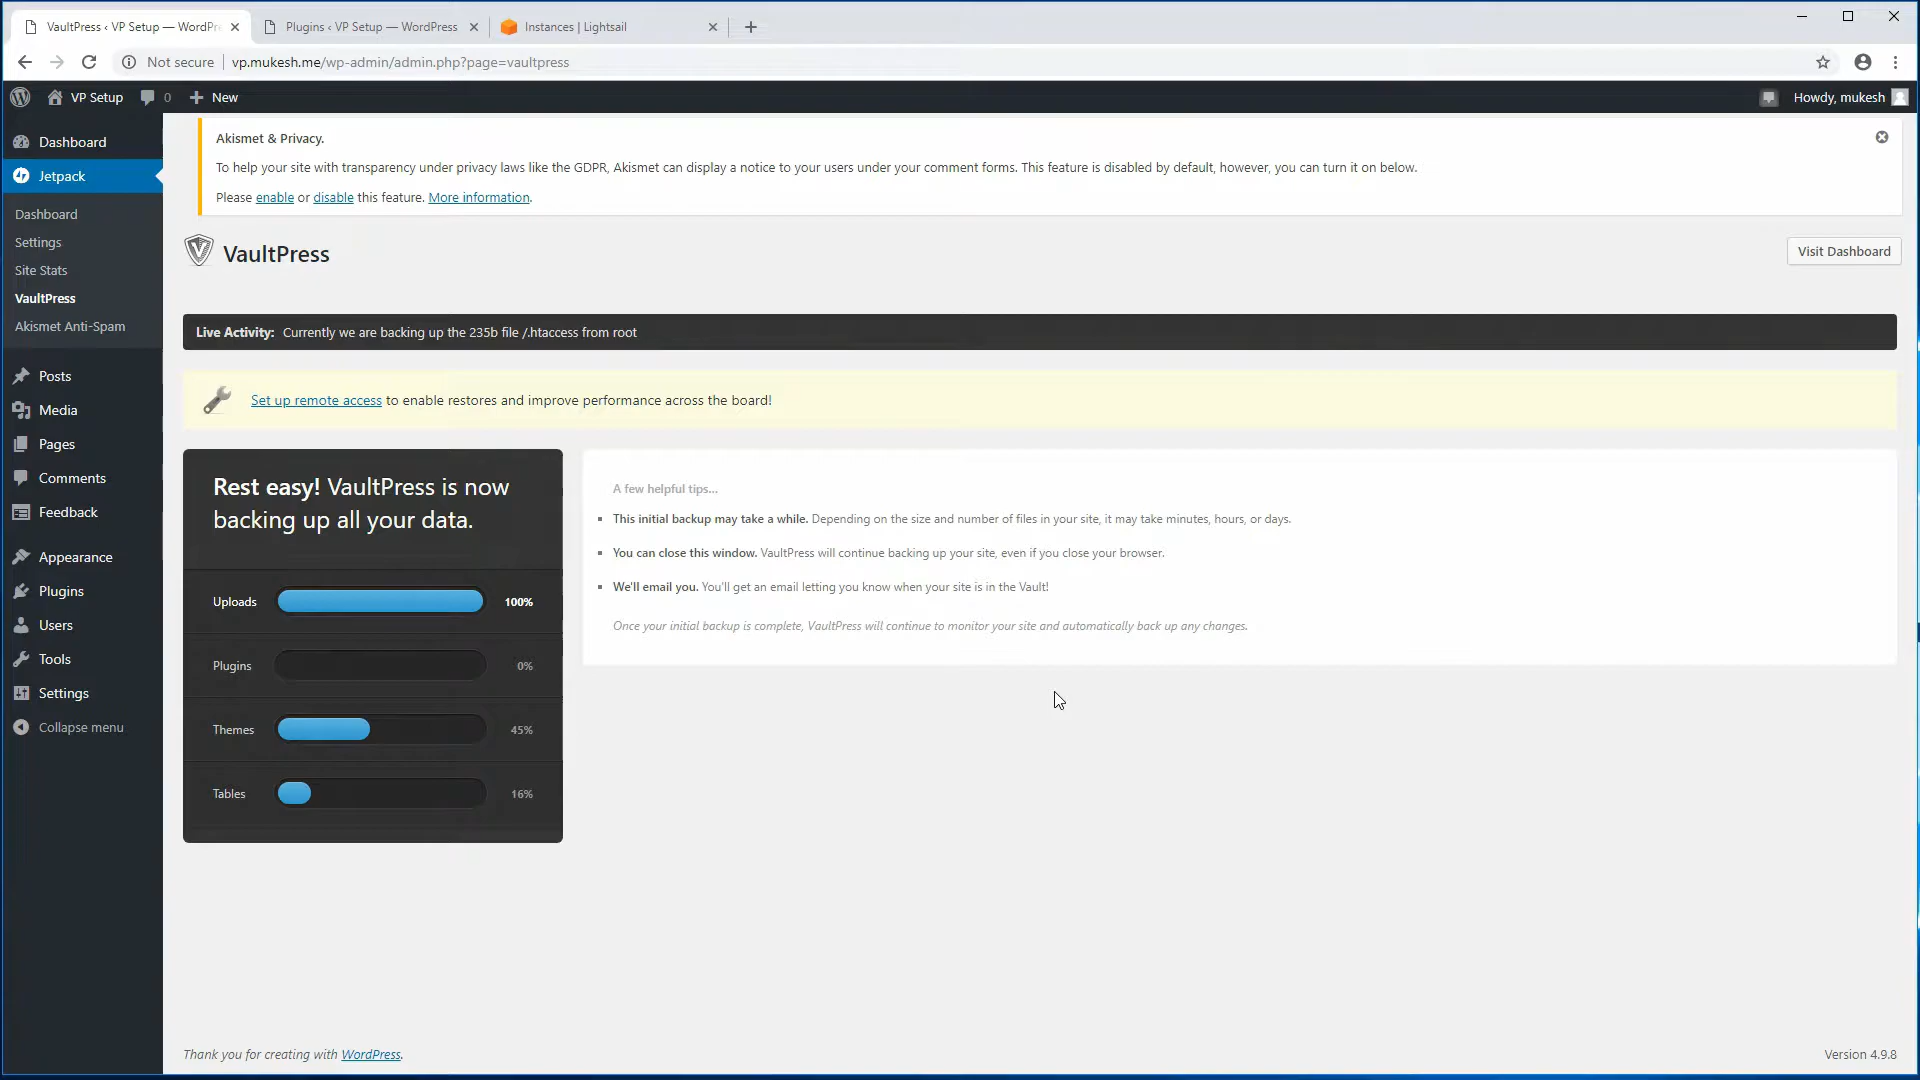 VaultPress ‹ VP Setup — WordPre
Plugins ‹ VP Setup — WordPress
Instances | Lightsail
Not secure
vp.mukesh.me/wp-admin/admin.php?page=vaultpress
VP Setup
0
New
Howdy, mukesh
Dashboard
Jetpack
Dashboard
Settings
Site Stats
VaultPress
Akismet Anti-Spam
Posts
Media
Pages
Comments
Feedback
Appearance
Plugins
Users
Tools
Settings
Collapse menu
Akismet & Privacy.
To help your site with transparency under privacy laws like the GDPR, Akismet can display a notice to your users under your comment forms. This feature is disabled by default, however, you can turn it on below.
Please enable or disable this feature. More information.
VaultPress
Visit Dashboard
Live Activity: Currently we are backing up the 235b file /.htaccess from root
Set up remote access to enable restores and improve performance across the board!
Rest easy! VaultPress is now
backing up all your data.
Uploads 100%
Plugins 0%
Themes 45%
Tables 16%
A few helpful tips...
This initial backup may take a while. Depending on the size and number of files in your site, it may take minutes, hours, or days.
You can close this window. VaultPress will continue backing up your site, even if you close your browser.
We'll email you. You'll get an email letting you know when your site is in the Vault!
Once your initial backup is complete, VaultPress will continue to monitor your site and automatically back up any changes.
Thank you for creating with WordPress.
Version 4.9.8